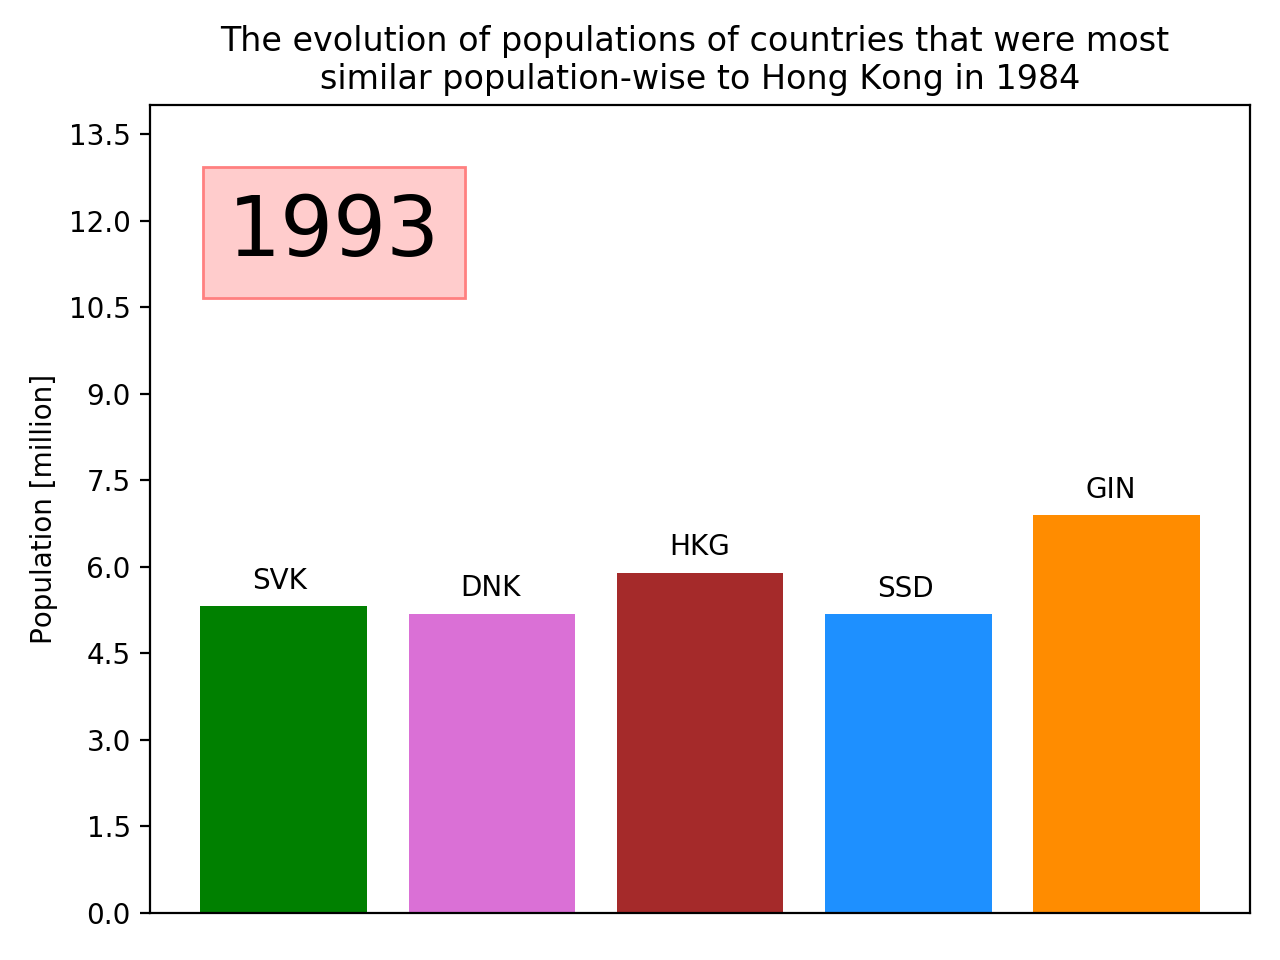 The evolution of populations of countries that were most
similar population-wise to Hong Kong in 1984
13.5
12.0
10.5
9.0
7.5
6.0
4.5
3.0
1.5
0.0
Population [million]
1993
SVK
DNK
HKG
SSD
GIN